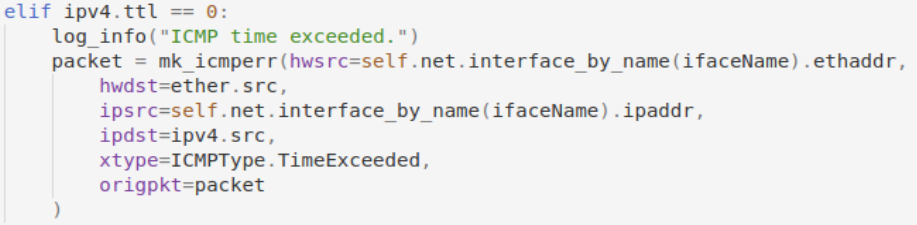 elif ipv4.ttl == 0:
    log_info("ICMP time exceeded.")
    packet = mk_icmperr(hwsrc=self.net.interface_by_name(ifaceName).ethaddr,
        hwdst=ether.src,
        ipsrc=self.net.interface_by_name(ifaceName).ipaddr,
        ipdst=ipv4.src,
        xtype=ICMPType.TimeExceeded,
        origpkt=packet
    )